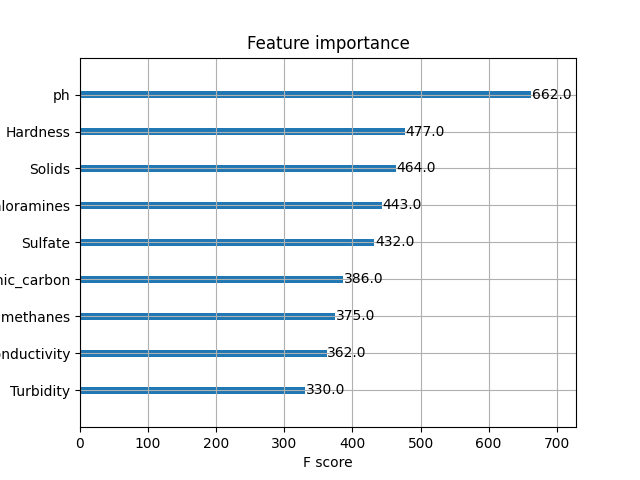 Feature importance
ph 662.0
Hardness 477.0
Solids 464.0
loramines 443.0
Sulfate 432.0
nic_carbon 386.0
methanes 375.0
onductivity 362.0
Turbidity 330.0
0 100 200 300 400 500 600 700
F score